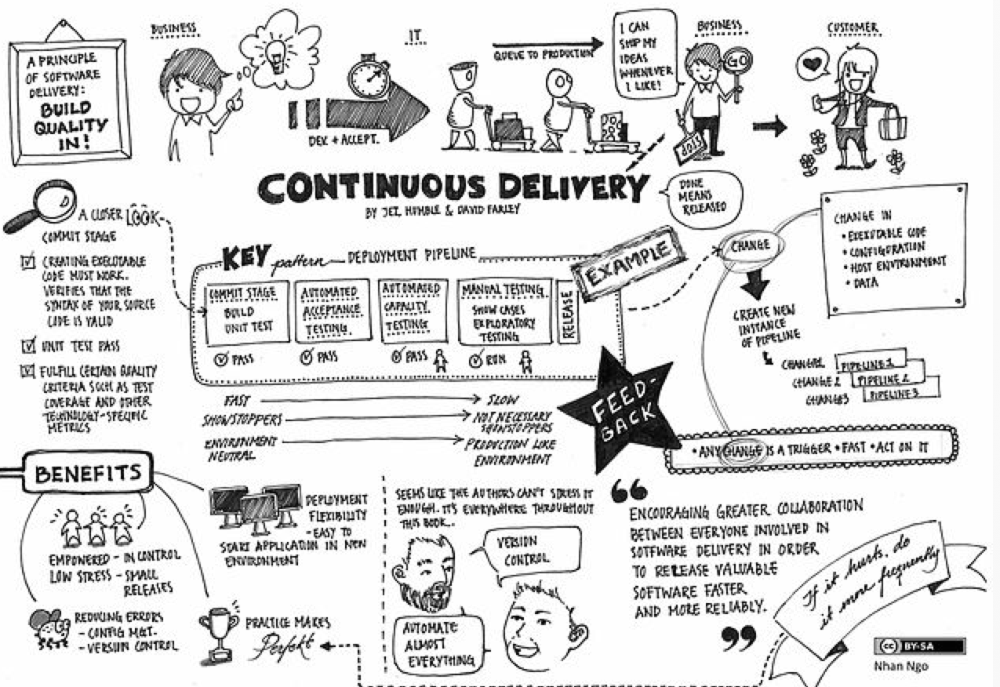 A PRINCIPLE
OF SOFTWARE
DELIVERY:
BUILD
QUALITY
IN!
BUSINESS
IT
DEV + ACCEPT.
QUEUE TO PRODUCTION
I CAN
SHIP MY
IDEAS
WHENEVER
I LIKE!
BUSINESS
GO
CUSTOMER
CONTINUOUS DELIVERY
BY JEZ HUMBLE & DAVID FARLEY
DONE
MEANS
RELEASED
A CLOSER LOOK
COMMIT STAGE
CREATING EXECUTABLE
CODE MUST WORK.
VERIFIES THAT THE
SYNTAX OF YOUR SOURCE
CODE IS VALID
UNIT TEST PASS
FULFILL CERTAIN QUALITY
CRITERIA SUCH AS TEST
COVERAGE AND OTHER
TECHNOLOGY-SPECIFIC
METRICS
KEY pattern DEPLOYMENT PIPELINE
EXAMPLE
COMMIT STAGE
BUILD
UNIT TEST
PASS
AUTOMATED
ACCEPTANCE
TESTING
PASS
AUTOMATED
CAPACITY
TESTING
PASS
MANUAL TESTING
SHOW CASES
EXPLORATORY
TESTING
RUN
RELEASE
FAST
SLOW
SHOWSTOPPERS
NOT NECESSARY
SHOWSTOPPERS
ENVIRONMENT
NEUTRAL
PRODUCTION LIKE
ENVIRONMENT
FEED-
BACK
CHANGE
CHANGE IN
• EXEXUTABLE CODE
• CONFIGURATION
• HOST ENVIRONMENT
• DATA
CREATE NEW
INSTANCE
OF PIPELINE
CHANGE1 PIPELINE 1
CHANGE 2 PIPELINE 2
CHANGE3 PIPELINE 3
• ANY CHANGE IS A TRIGGER • FAST • ACT ON IT
BENEFITS
EMPOWERED - IN CONTROL
LOW STRESS - SMALL
RELEASES
REDUCING ERRORS
- CONFIG MGT.
- VERSION CONTROL
DEPLOYMENT
FLEXIBILITY
- EASY TO
START APPLICATION IN NEW
ENVIRONMENT
PRACTICE MAKES
Perfekt
SEEMS LIKE THE AUTHORS CAN'T STRESS IT
ENOUGH. IT'S EVERYWHERE THROUGHOUT
THIS BOOK..
VERSION
CONTROL
AUTOMATE
ALMOST
EVERYTHING
“
ENCOURAGING GREATER COLLABORATION
BETWEEN EVERYONE INVOLVED IN
SOTFWARE DELIVERY IN ORDER
TO RELEASE VALUABLE
SOFTWARE FASTER
AND MORE RELIABLY.
”
If it hurts, do
it more frequently
cc BY-SA
Nhan Ngo